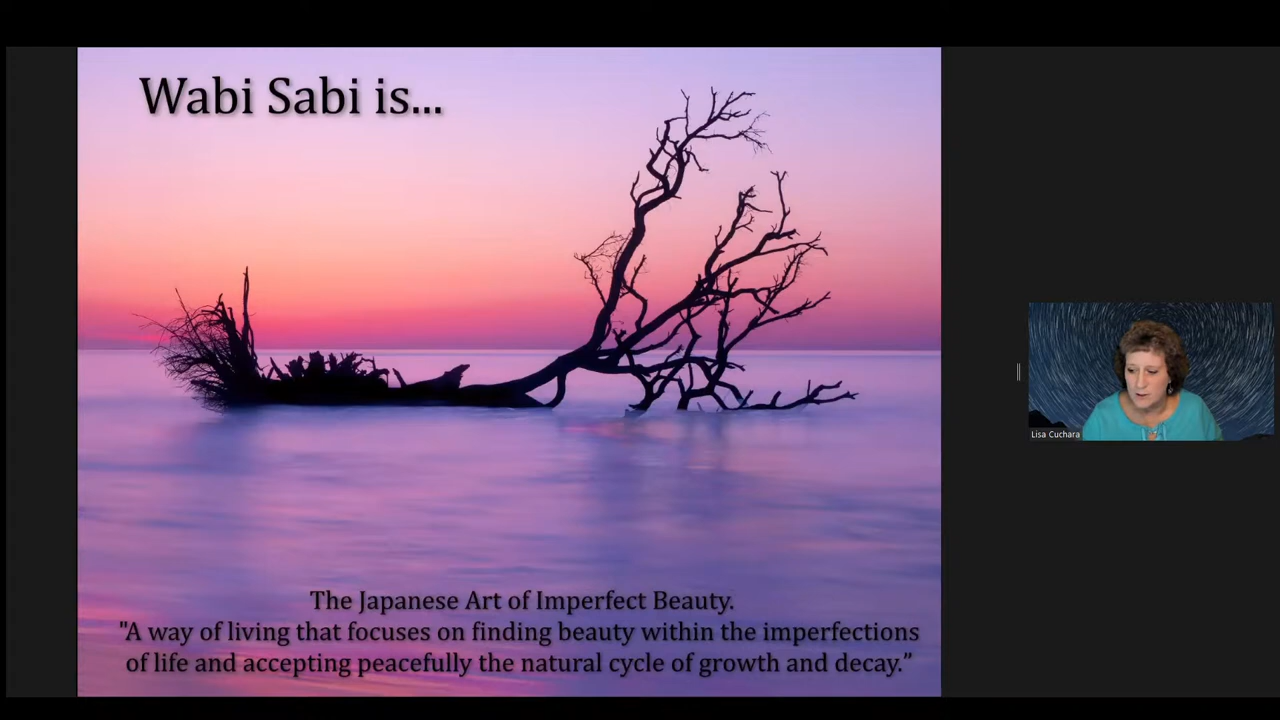 Wabi Sabi is...
The Japanese Art of Imperfect Beauty.
"A way of living that focuses on finding beauty within the imperfections
of life and accepting peacefully the natural cycle of growth and decay.”
Lisa Cuchara